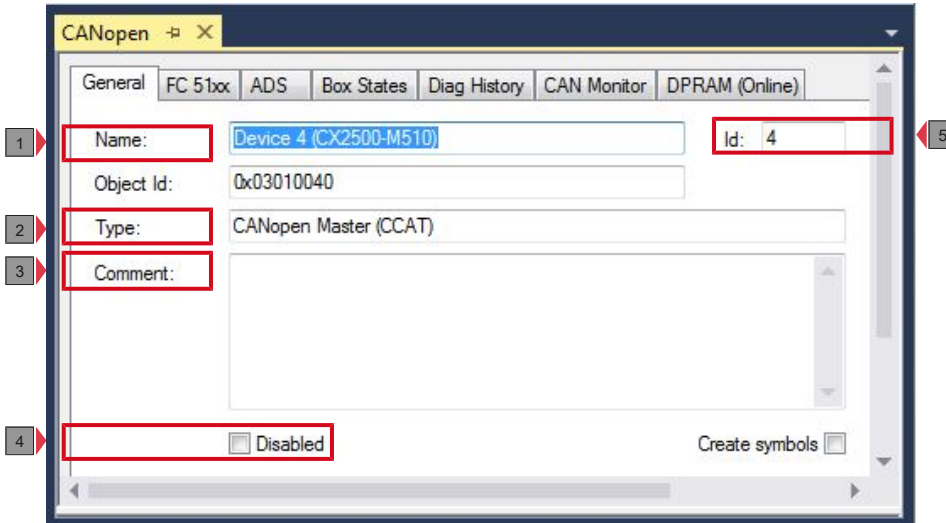 CANopen
General FC 51xx ADS Box States Diag History CAN Monitor DPRAM (Online)
1 Name: Device 4 (CX2500-M510) Id: 4 5
Object Id: 0x03010040
2 Type: CANopen Master (CCAT)
3 Comment:
4 Disabled Create symbols